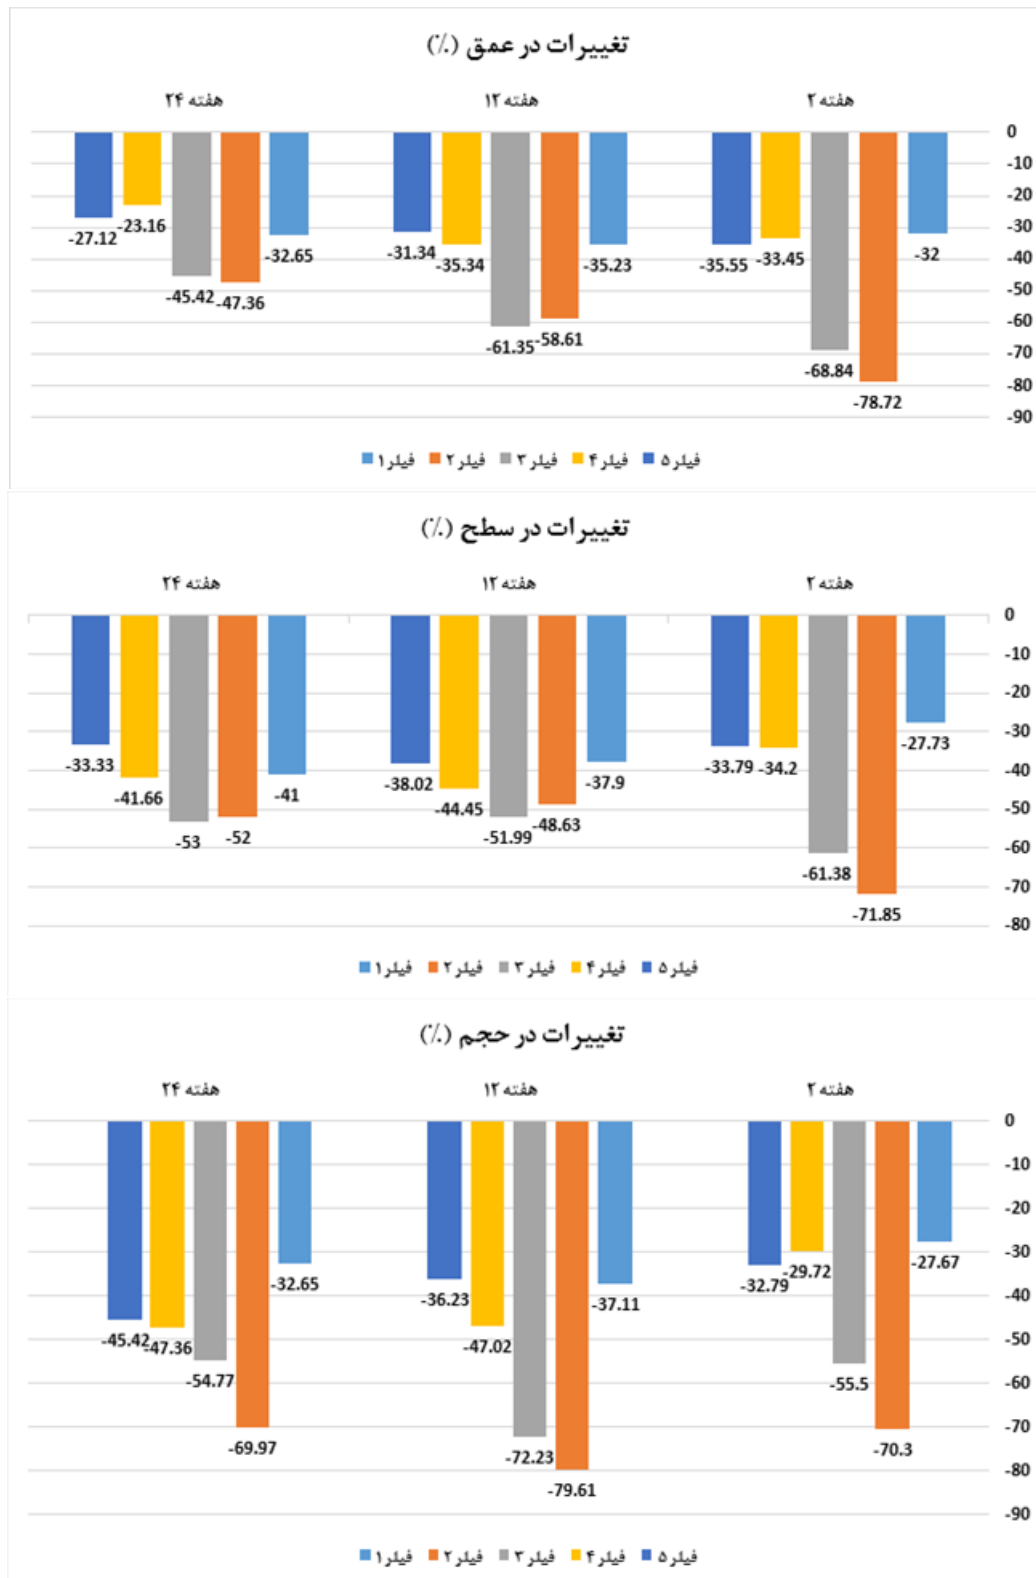 تغییرات در عمق (٪)
هفته ۲ هفته ۱۲ هفته ۲۴
0
-10
-20
-30
-40
-50
-60
-70
-80
-90
-32 -78.72 -68.84 -33.45 -35.55
-35.23 -58.61 -61.35 -35.34 -31.34
-32.65 -47.36 -45.42 -23.16 -27.12
فیلر ۱ فیلر ۲ فیلر ۳ فیلر ۴ فیلر ۵
تغییرات در سطح (٪)
هفته ۲ هفته ۱۲ هفته ۲۴
0
-10
-20
-30
-40
-50
-60
-70
-80
-27.73 -71.85 -61.38 -34.2 -33.79
-37.9 -48.63 -51.99 -44.45 -38.02
-41 -52 -53 -41.66 -33.33
فیلر ۱ فیلر ۲ فیلر ۳ فیلر ۴ فیلر ۵
تغییرات در حجم (٪)
هفته ۲ هفته ۱۲ هفته ۲۴
0
-10
-20
-30
-40
-50
-60
-70
-80
-90
-27.67 -70.3 -55.5 -29.72 -32.79
-37.11 -79.61 -72.23 -47.02 -36.23
-32.65 -69.97 -54.77 -47.36 -45.42
فیلر ۱ فیلر ۲ فیلر ۳ فیلر ۴ فیلر ۵